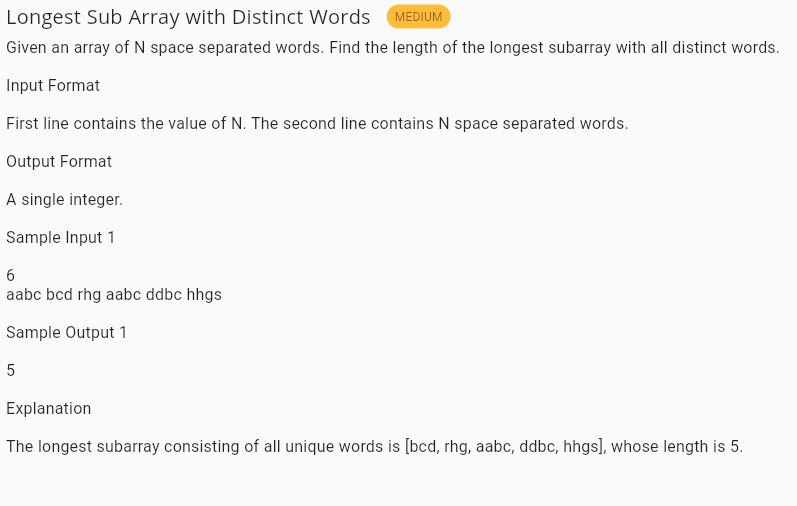 Longest Sub Array with Distinct Words MEDIUM
Given an array of N space separated words. Find the length of the longest subarray with all distinct words.
Input Format
First line contains the value of N. The second line contains N space separated words.
Output Format
A single integer.
Sample Input 1
6
aabc bcd rhg aabc ddbc hhgs
Sample Output 1
5
Explanation
The longest subarray consisting of all unique words is [bcd, rhg, aabc, ddbc, hhgs], whose length is 5.